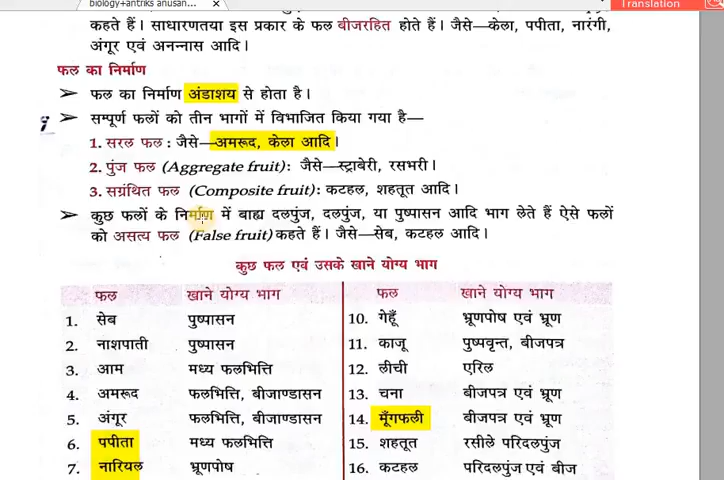 biology+antriks anusan...
Translation
कहते हैं। साधारणतया इस प्रकार के फल बीजरहित होते हैं। जैसे—केला, पपीता, नारंगी,
अंगूर एवं अनन्नास आदि।
फल का निर्माण
➢ फल का निर्माण अंडाशय से होता है।
➢ सम्पूर्ण फलों को तीन भागों में विभाजित किया गया है—
1. सरल फल : जैसे—अमरूद, केला आदि।
2. पुंज फल (Aggregate fruit): जैसे—स्ट्राबेरी, रसभरी।
3. सग्रंथित फल (Composite fruit): कटहल, शहतूत आदि।
➢ कुछ फलों के निर्माण में बाह्य दलपुंज, दलपुंज, या पुष्पासन आदि भाग लेते हैं ऐसे फलों
को असत्य फल (False fruit) कहते हैं। जैसे—सेब, कटहल आदि।
कुछ फल एवं उसके खाने योग्य भाग
फल खाने योग्य भाग
1. सेब पुष्पासन
2. नाशपाती पुष्पासन
3. आम मध्य फलभित्ति
4. अमरूद फलभित्ति, बीजाण्डासन
5. अंगूर फलभित्ति, बीजाण्डासन
6. पपीता मध्य फलभित्ति
7. नारियल भ्रूणपोष
फल खाने योग्य भाग
10. गेहूँ भ्रूणपोष एवं भ्रूण
11. काजू पुष्पवृन्त, बीजपत्र
12. लीची एरिल
13. चना बीजपत्र एवं भ्रूण
14. मूँगफली बीजपत्र एवं भ्रूण
15. शहतूत रसीले परिदलपुंज
16. कटहल परिदलपुंज एवं बीज